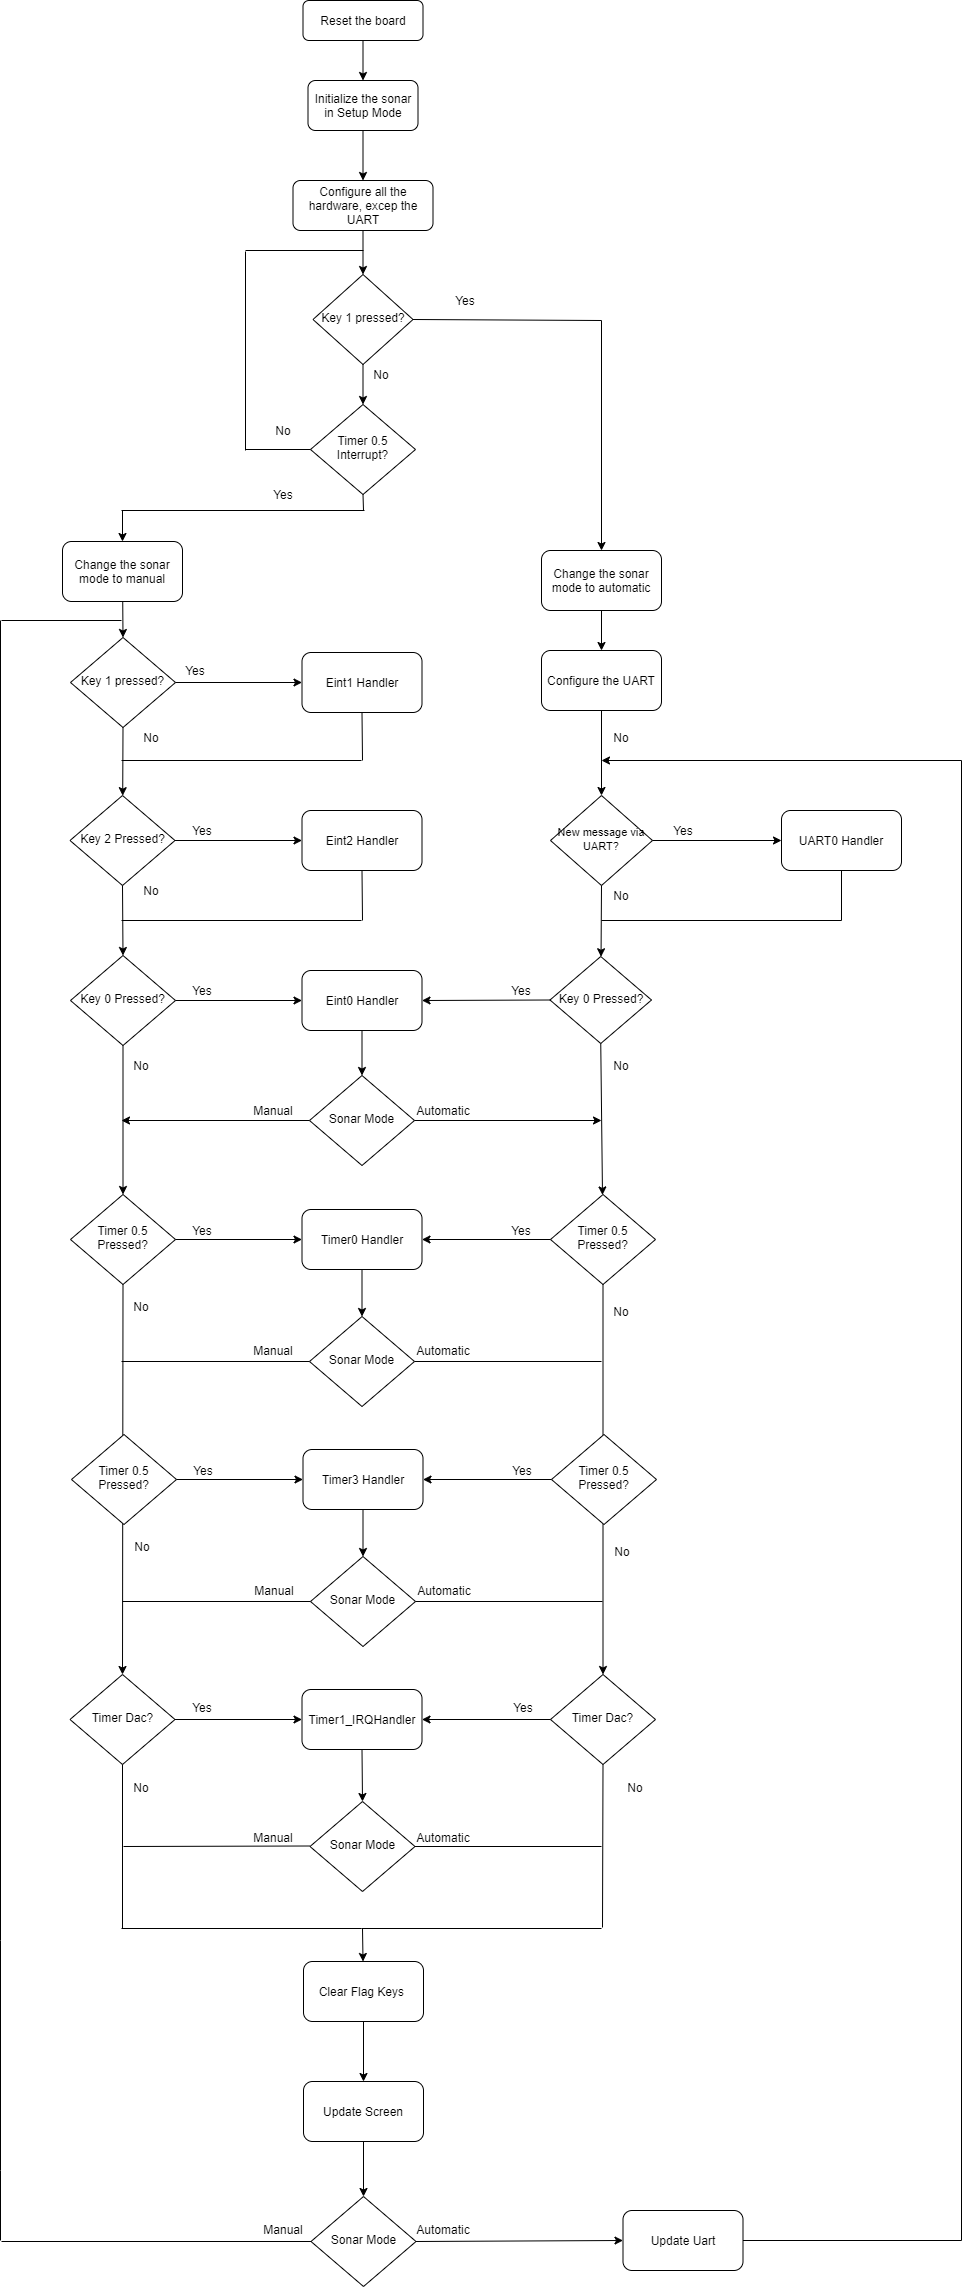 Reset the board
Initialize the sonar
in Setup Mode
Configure all the
hardware, excep the
UART
Yes
Key 1 pressed?
No
No
Timer 0.5
Interrupt?
Yes
Change the sonar
mode to manual
Change the sonar
mode to automatic
Key 1 pressed?
Yes
Eint1 Handler
Configure the UART
No
No
Key 2 Pressed?
Yes
Eint2 Handler
New message via
UART?
Yes
UART0 Handler
No
No
Key 0 Pressed?
Yes
Eint0 Handler
Yes
Key 0 Pressed?
No
No
Manual
Sonar Mode
Automatic
Timer 0.5
Pressed?
Yes
Timer0 Handler
Yes
Timer 0.5
Pressed?
No
No
Manual
Sonar Mode
Automatic
Timer 0.5
Pressed?
Yes
Timer3 Handler
Yes
Timer 0.5
Pressed?
No
No
Manual
Sonar Mode
Automatic
Timer Dac?
Yes
Timer1_IRQHandler
Yes
Timer Dac?
No
No
Manual
Sonar Mode
Automatic
Clear Flag Keys
Update Screen
Manual
Sonar Mode
Automatic
Update Uart